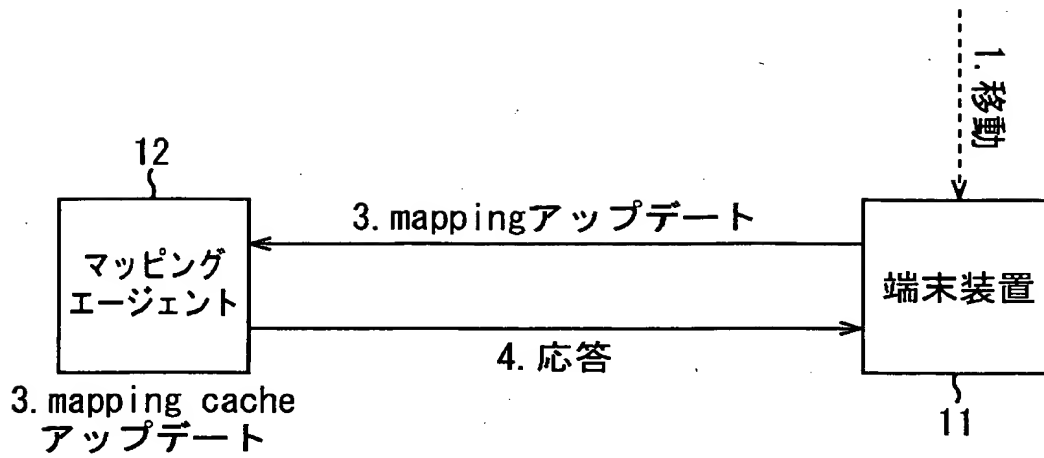 1.移動
12
3.mappingアップデート
マッピング
エージェント
端末装置
4.応答
3.mapping cache
アップデート
11